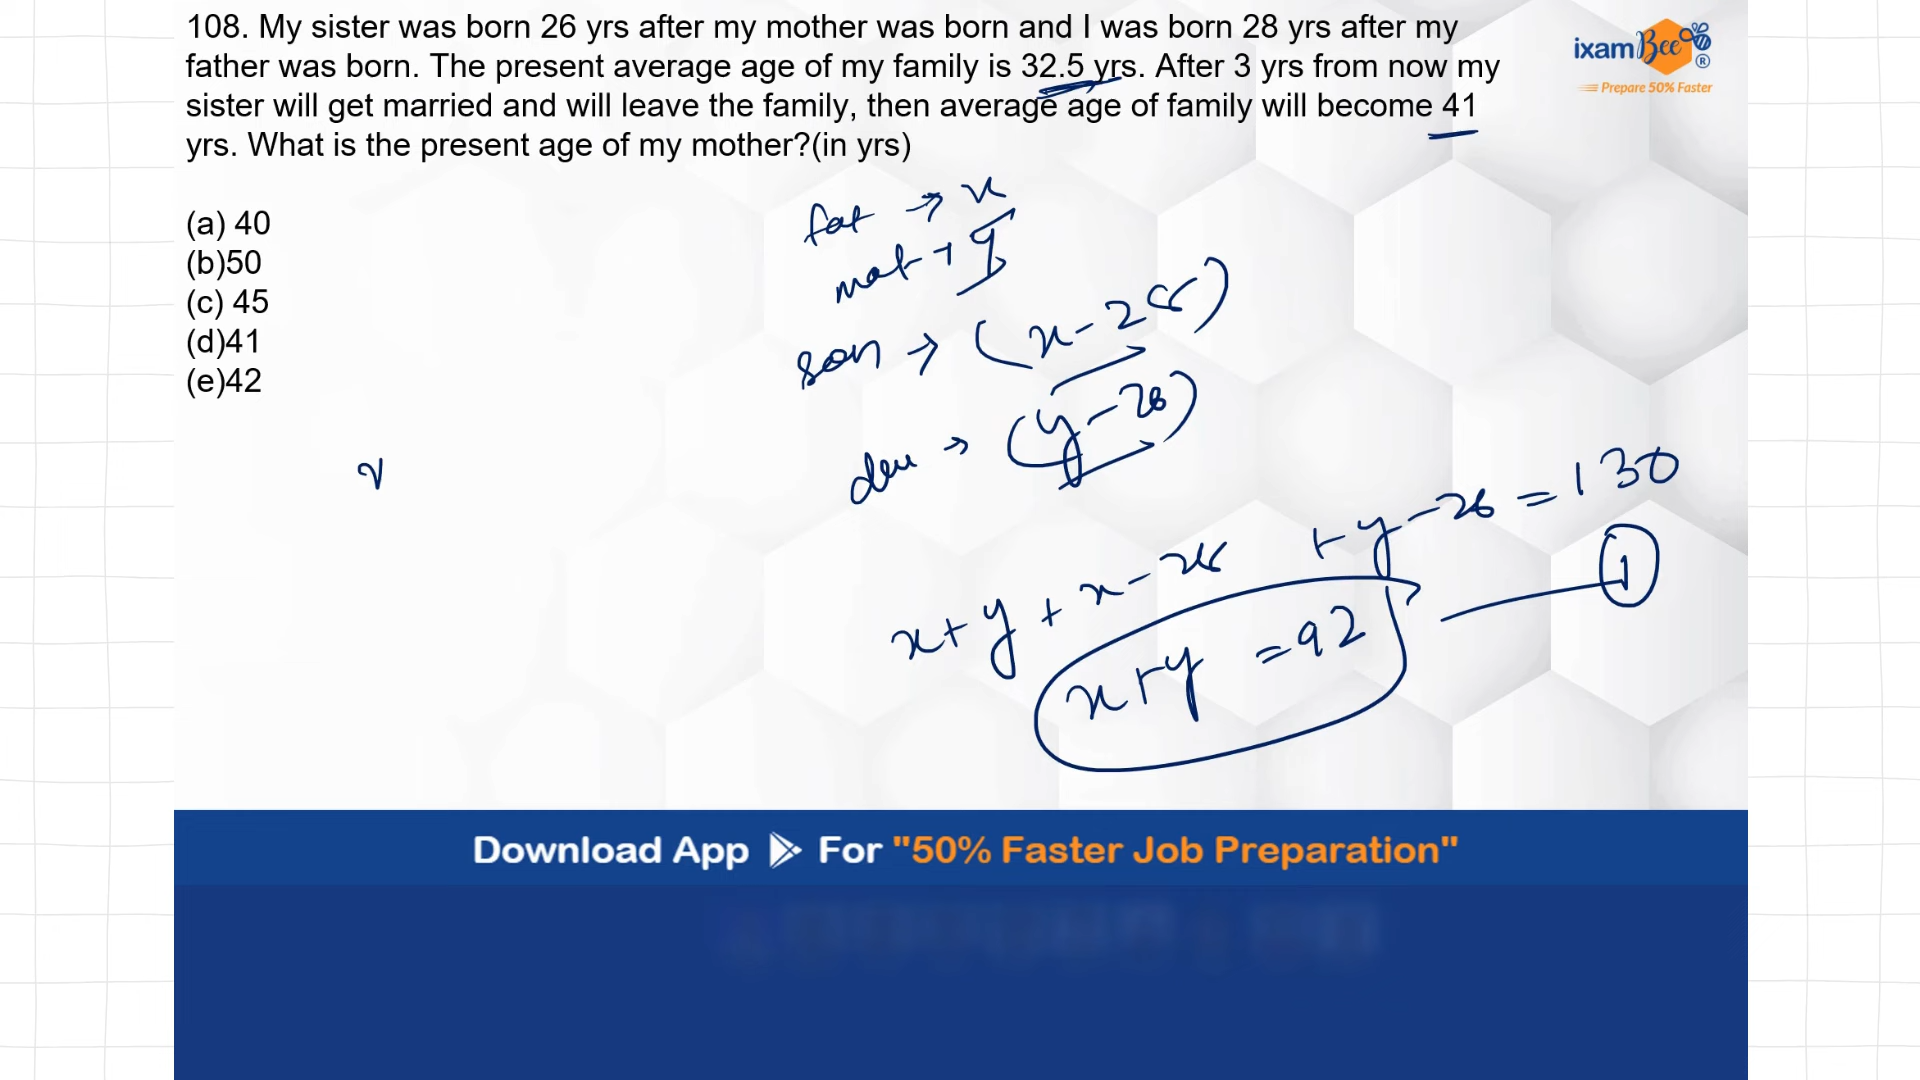 108. My sister was born 26 yrs after my mother was born and I was born 28 yrs after my
father was born. The present average age of my family is 32.5 yrs. After 3 yrs from now my
sister will get married and will leave the family, then average age of family will become 41
yrs. What is the present age of my mother?(in yrs)
ixamBee®
Prepare 50% Faster
(a) 40
(b)50
(c) 45
(d)41
(e)42
fat → x
mot → y
son → (x-28)
→ (y-26)
x+y+x-28+y-26=130
x+y=92
1
Download App For "50% Faster Job Preparation"